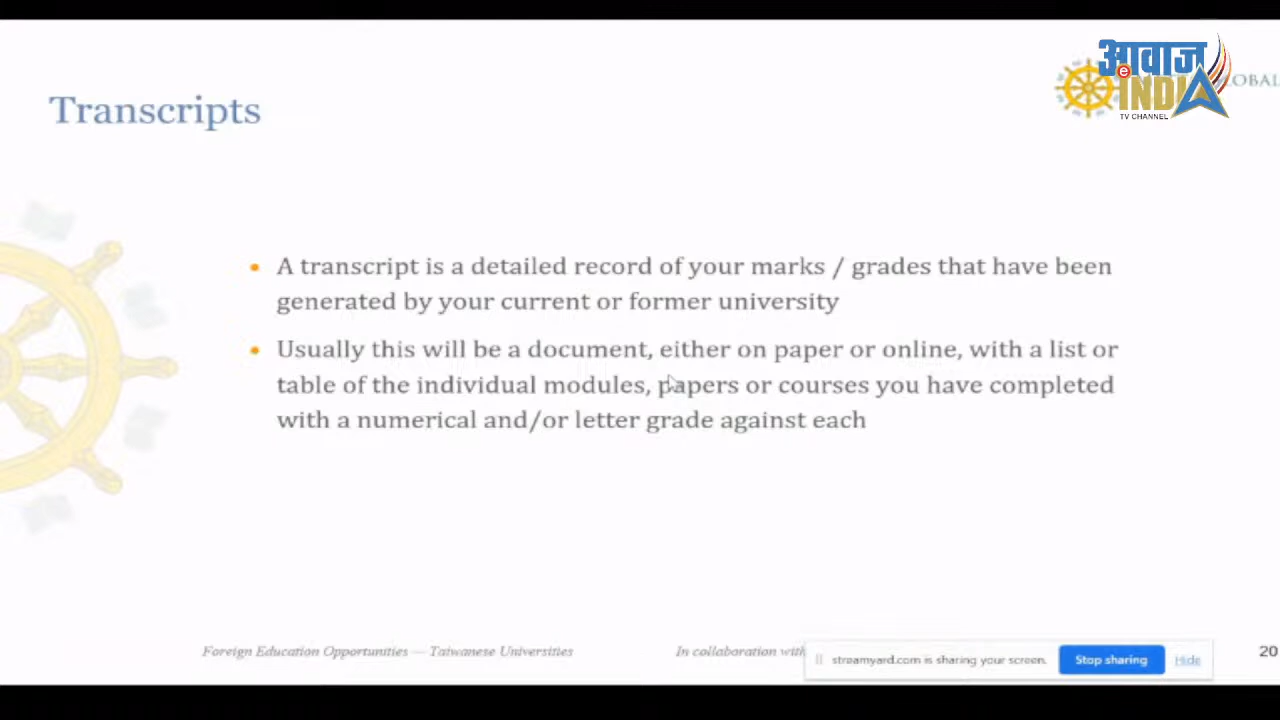 आवाज
e
INDIA
TV CHANNEL
LOBAL
Transcripts
• A transcript is a detailed record of your marks / grades that have been
generated by your current or former university
• Usually this will be a document, either on paper or online, with a list or
table of the individual modules, papers or courses you have completed
with a numerical and/or letter grade against each
Foreign Education Opportunities — Taiwanese Universities
In collaboration with
streamyard.com is sharing your screen.
Stop sharing
Hide
20